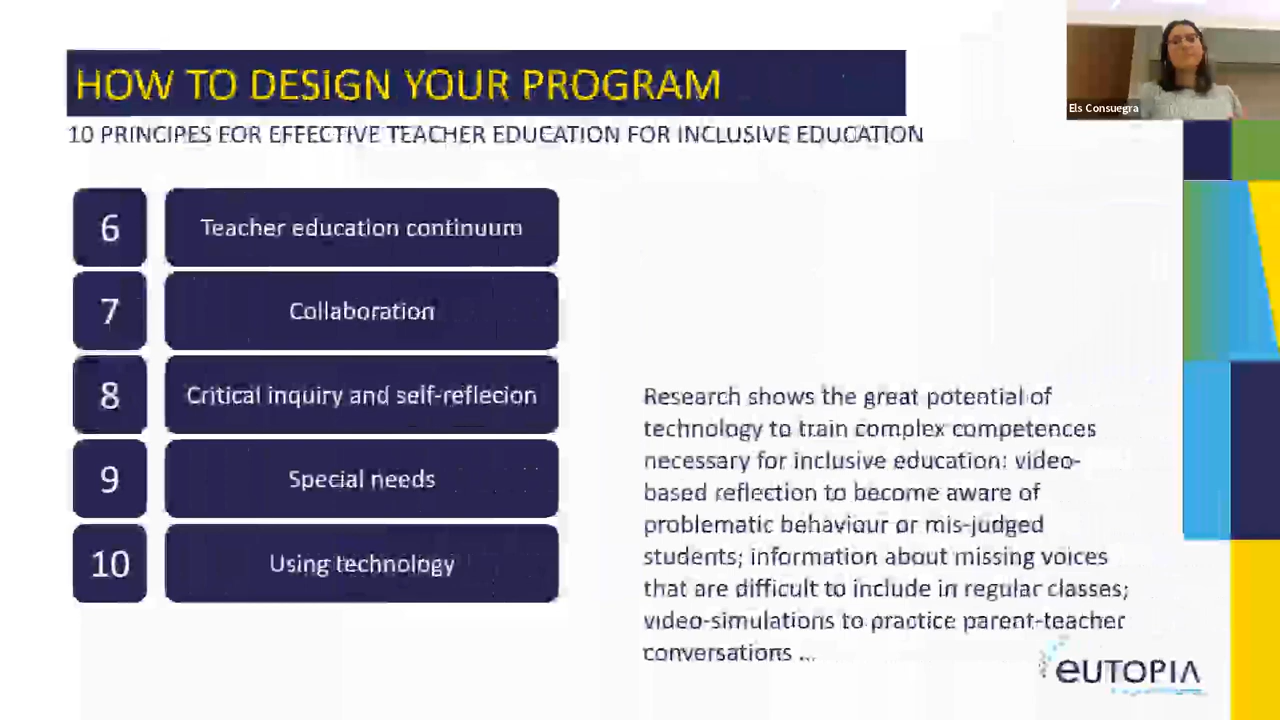 HOW TO DESIGN YOUR PROGRAM
Els Consuegra
10 PRINCIPES FOR EFFECTIVE TEACHER EDUCATION FOR INCLUSIVE EDUCATION
6
Teacher education continuum
7
Collaboration
8
Critical inquiry and self-reflecion
9
Special needs
10
Using technology
Research shows the great potential of
technology to train complex competences
necessary for inclusive education: video-
based reflection to become aware of
problematic behaviour or mis-judged
students; information about missing voices
that are difficult to include in regular classes;
video-simulations to practice parent-teacher
conversations ...
EUTOPIA